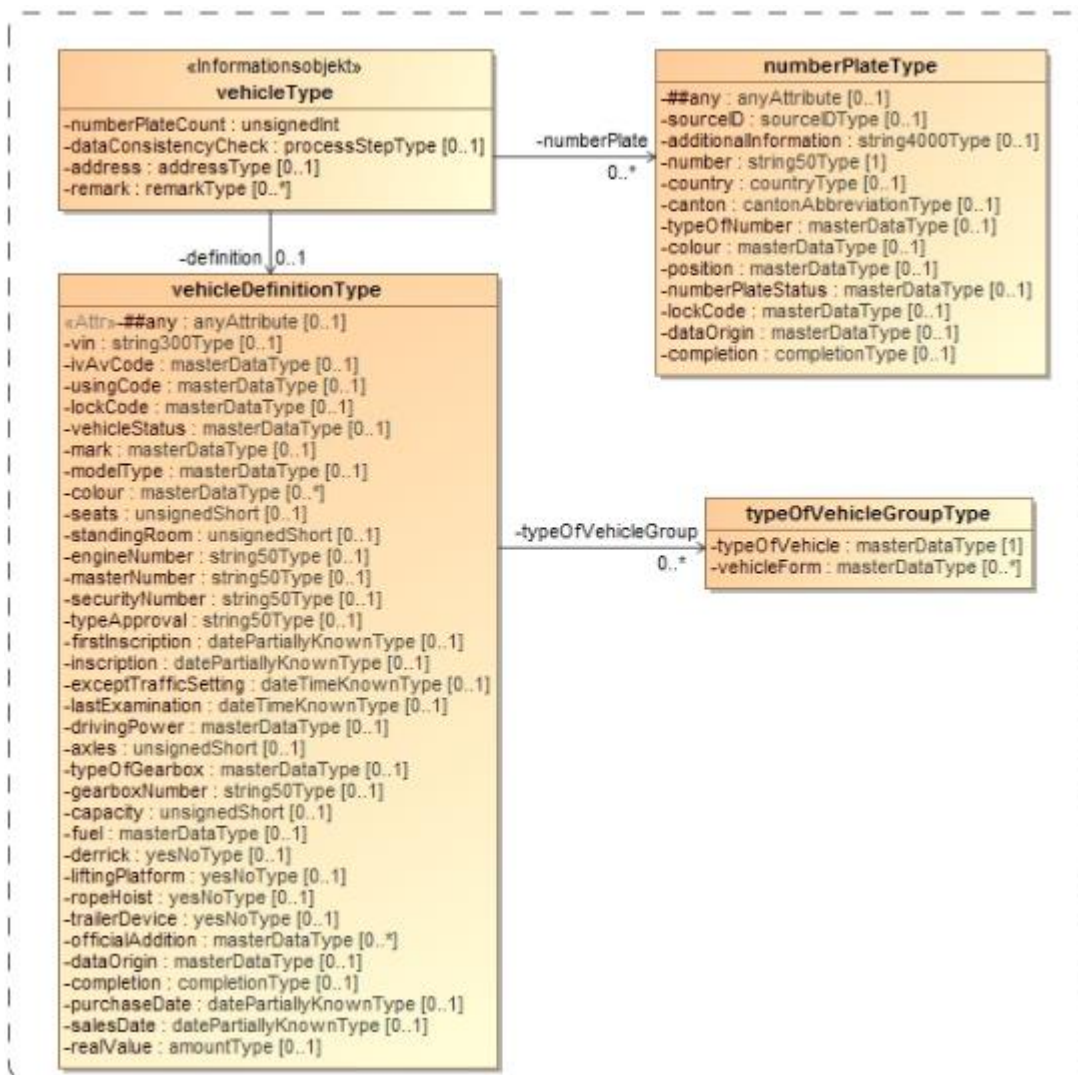 «Informationsobjekt»
vehicleType
-numberPlateCount : unsignedInt
-dataConsistencyCheck : processStepType [0..1]
-address : addressType [0..1]
-remark : remarkType [0..*]
-numberPlate
0..*
numberPlateType
-##any : anyAttribute [0..1]
-sourceID : sourceIDType [0..1]
-additionalInformation : string4000Type [0..1]
-number : string50Type [1]
-country : countryType [0..1]
-canton : cantonAbbreviationType [0..1]
-typeOfNumber : masterDataType [0..1]
-colour : masterDataType [0..1]
-position : masterDataType [0..1]
-numberPlateStatus : masterDataType [0..1]
-lockCode : masterDataType [0..1]
-dataOrigin : masterDataType [0..1]
-completion : completionType [0..1]
-definition 0..1
vehicleDefinitionType
«Attr»-##any : anyAttribute [0..1]
-vin : string300Type [0..1]
-ivAvCode : masterDataType [0..1]
-usingCode : masterDataType [0..1]
-lockCode : masterDataType [0..1]
-vehicleStatus : masterDataType [0..1]
-mark : masterDataType [0..1]
-modelType : masterDataType [0..1]
-colour : masterDataType [0..*]
-seats : unsignedShort [0..1]
-standingRoom : unsignedShort [0..1]
-engineNumber : string50Type [0..1]
-masterNumber : string50Type [0..1]
-securityNumber : string50Type [0..1]
-typeApproval : string50Type [0..1]
-firstInscription : datePartiallyKnownType [0..1]
-inscription : datePartiallyKnownType [0..1]
-exceptTrafficSetting : dateTimeKnownType [0..1]
-lastExamination : dateTimeKnownType [0..1]
-drivingPower : masterDataType [0..1]
-axles : unsignedShort [0..1]
-typeOfGearbox : masterDataType [0..1]
-gearboxNumber : string50Type [0..1]
-capacity : unsignedShort [0..1]
-fuel : masterDataType [0..1]
-derrick : yesNoType [0..1]
-liftingPlatform : yesNoType [0..1]
-ropeHoist : yesNoType [0..1]
-trailerDevice : yesNoType [0..1]
-officialAddition : masterDataType [0..*]
-dataOrigin : masterDataType [0..1]
-completion : completionType [0..1]
-purchaseDate : datePartiallyKnownType [0..1]
-salesDate : datePartiallyKnownType [0..1]
-realValue : amountType [0..1]
-typeOfVehicleGroup
0..*
typeOfVehicleGroupType
-typeOfVehicle : masterDataType [1]
-vehicleForm : masterDataType [0..*]